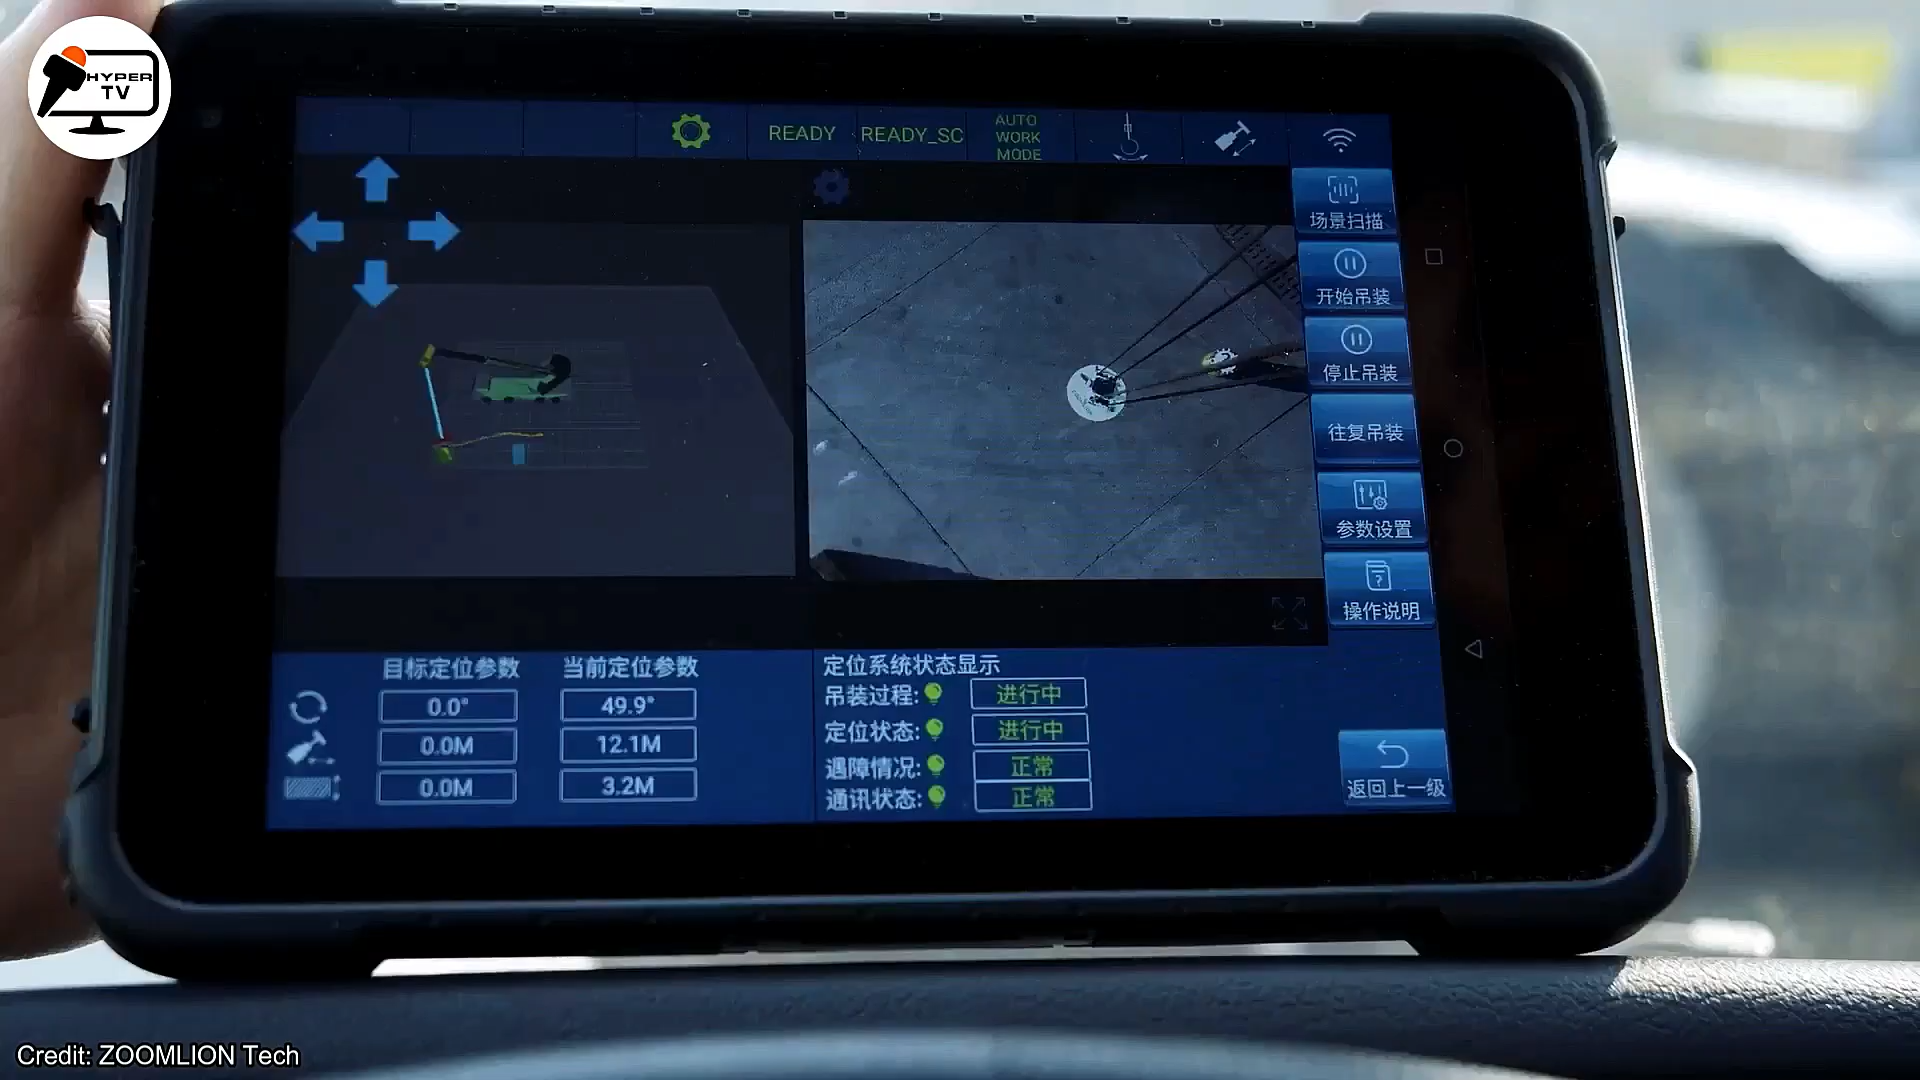 HYPER
TV
READY
READY_SC
AUTO
WORK
MODE
场景扫描
开始吊装
停止吊装
往复吊装
参数设置
操作说明
目标定位参数
当前定位参数
0.0°
49.9°
0.0M
12.1M
0.0M
3.2M
定位系统状态显示
吊装过程: 进行中
定位状态: 进行中
遇障情况: 正常
通讯状态: 正常
返回上一级
Credit: ZOOMLION Tech